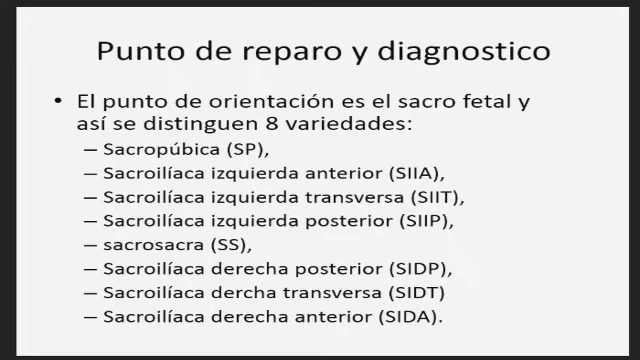 Punto de reparo y diagnostico
• El punto de orientación es el sacro fetal y
así se distinguen 8 variedades:
– Sacropúbica (SP),
– Sacroilíaca izquierda anterior (SIIA),
– Sacroilíaca izquierda transversa (SIIT),
– Sacroilíaca izquierda posterior (SIIP),
– sacrosacra (SS),
– Sacroilíaca derecha posterior (SIDP),
– Sacroilíaca dercha transversa (SIDT)
– Sacroilíaca derecha anterior (SIDA).